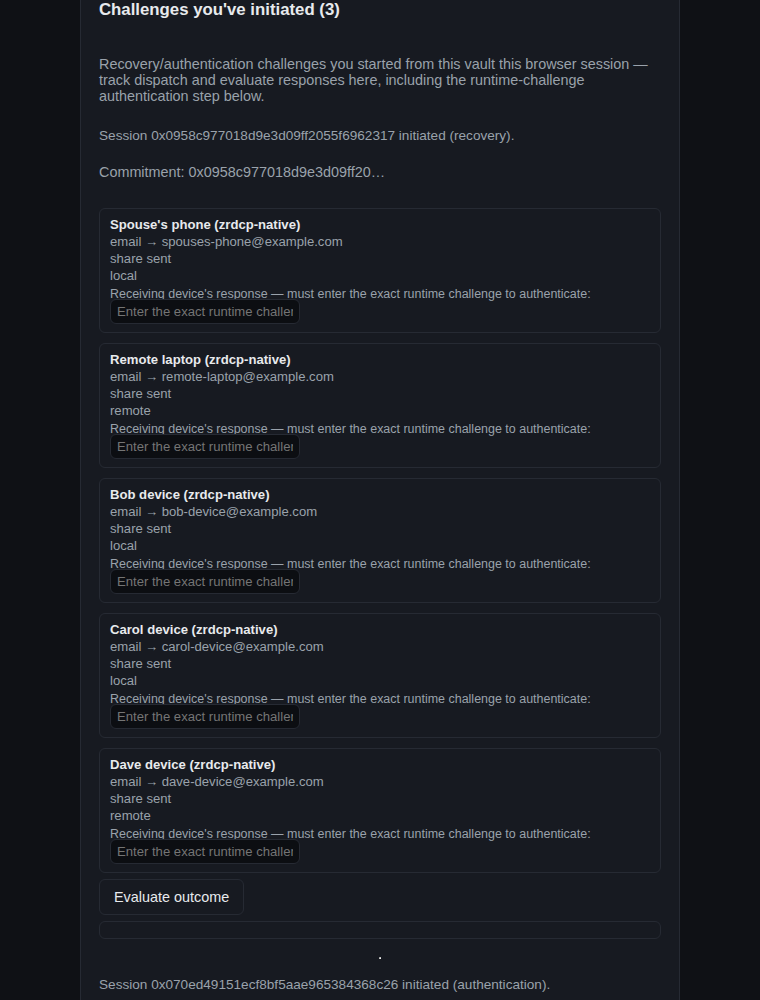 Challenges you've initiated (3)
Recovery/authentication challenges you started from this vault this browser session —
track dispatch and evaluate responses here, including the runtime-challenge
authentication step below.
Session 0x0958c977018d9e3d09ff2055f6962317 initiated (recovery).
Commitment: 0x0958c977018d9e3d09ff20…
Spouse's phone (zrdcp-native)
email → spouses-phone@example.com
share sent
local
Receiving device's response — must enter the exact runtime challenge to authenticate:
Enter the exact runtime challer
Remote laptop (zrdcp-native)
email → remote-laptop@example.com
share sent
remote
Receiving device's response — must enter the exact runtime challenge to authenticate:
Enter the exact runtime challer
Bob device (zrdcp-native)
email → bob-device@example.com
share sent
local
Receiving device's response — must enter the exact runtime challenge to authenticate:
Enter the exact runtime challer
Carol device (zrdcp-native)
email → carol-device@example.com
share sent
local
Receiving device's response — must enter the exact runtime challenge to authenticate:
Enter the exact runtime challer
Dave device (zrdcp-native)
email → dave-device@example.com
share sent
remote
Receiving device's response — must enter the exact runtime challenge to authenticate:
Enter the exact runtime challer
Evaluate outcome
.
Session 0x070ed49151ecf8bf5aae965384368c26 initiated (authentication).